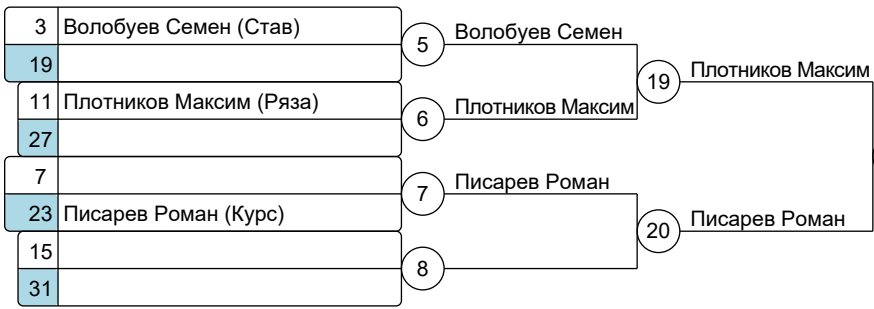 3 Волобуев Семен (Став)
19
11 Плотников Максим (Ряза)
27
7
23 Писарев Роман (Курс)
15
31
5 Волобуев Семен
6 Плотников Максим
7 Писарев Роман
8
19 Плотников Максим
20 Писарев Роман